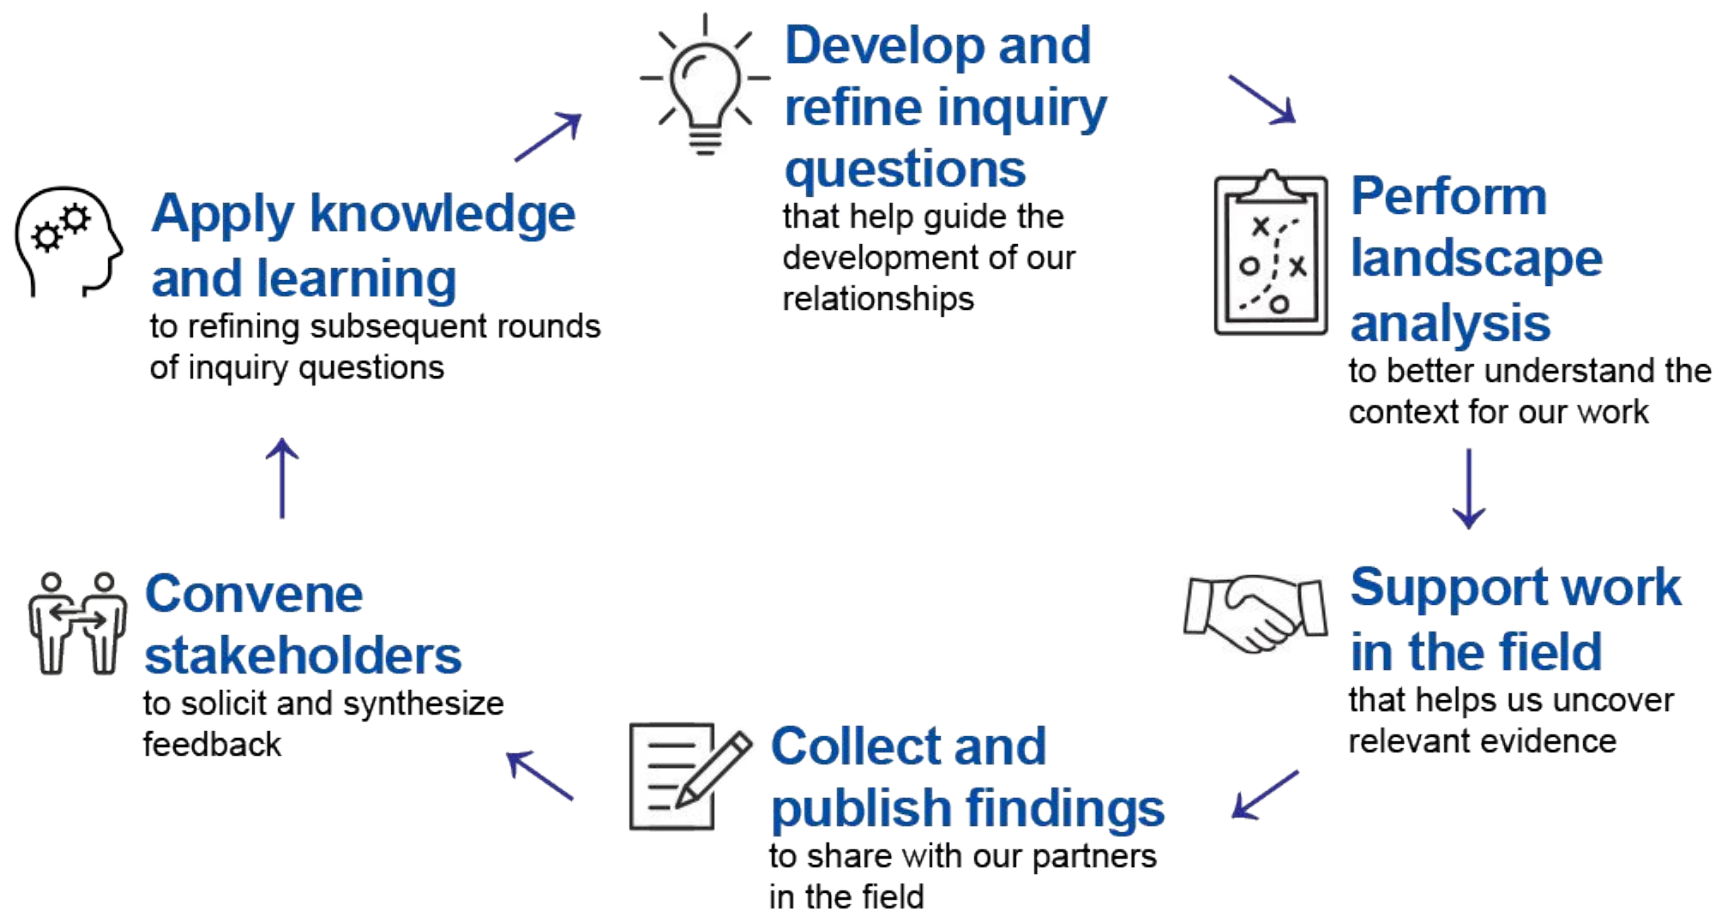 Develop and
refine inquiry
questions
that help guide the
development of our
relationships
Perform
landscape
analysis
to better understand the
context for our work
Support work
in the field
that helps us uncover
relevant evidence
Collect and
publish findings
to share with our partners
in the field
Convene
stakeholders
to solicit and synthesize
feedback
Apply knowledge
and learning
to refining subsequent rounds
of inquiry questions